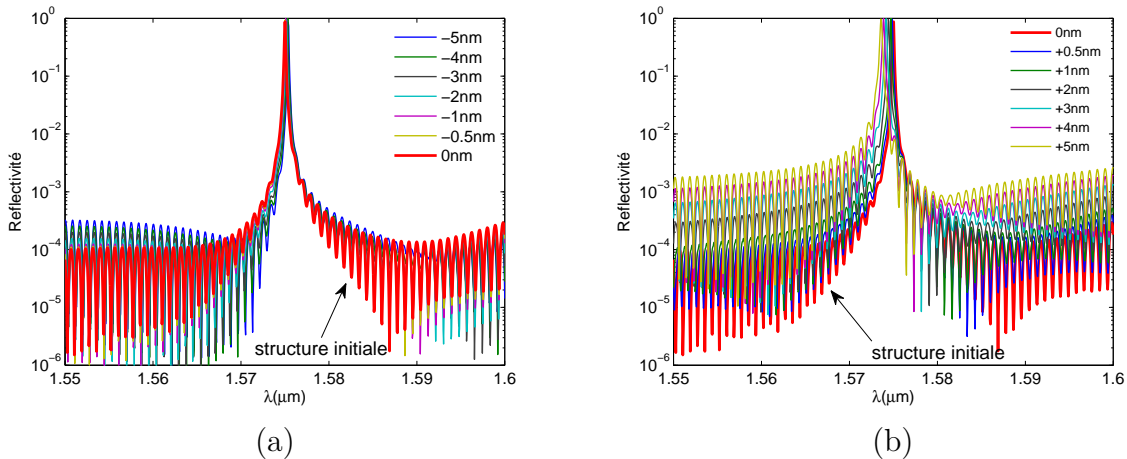 10^0
10^-1
10^-2
10^-3
10^-4
10^-5
10^-6
Reflectivité
−5nm
−4nm
−3nm
−2nm
−1nm
−0.5nm
0nm
structure initiale
1.55 1.56 1.57 1.58 1.59 1.6
λ(μm)
(a)
10^0
10^-1
10^-2
10^-3
10^-4
10^-5
10^-6
Reflectivité
0nm
+0.5nm
+1nm
+2nm
+3nm
+4nm
+5nm
structure initiale
1.55 1.56 1.57 1.58 1.59 1.6
λ(μm)
(b)